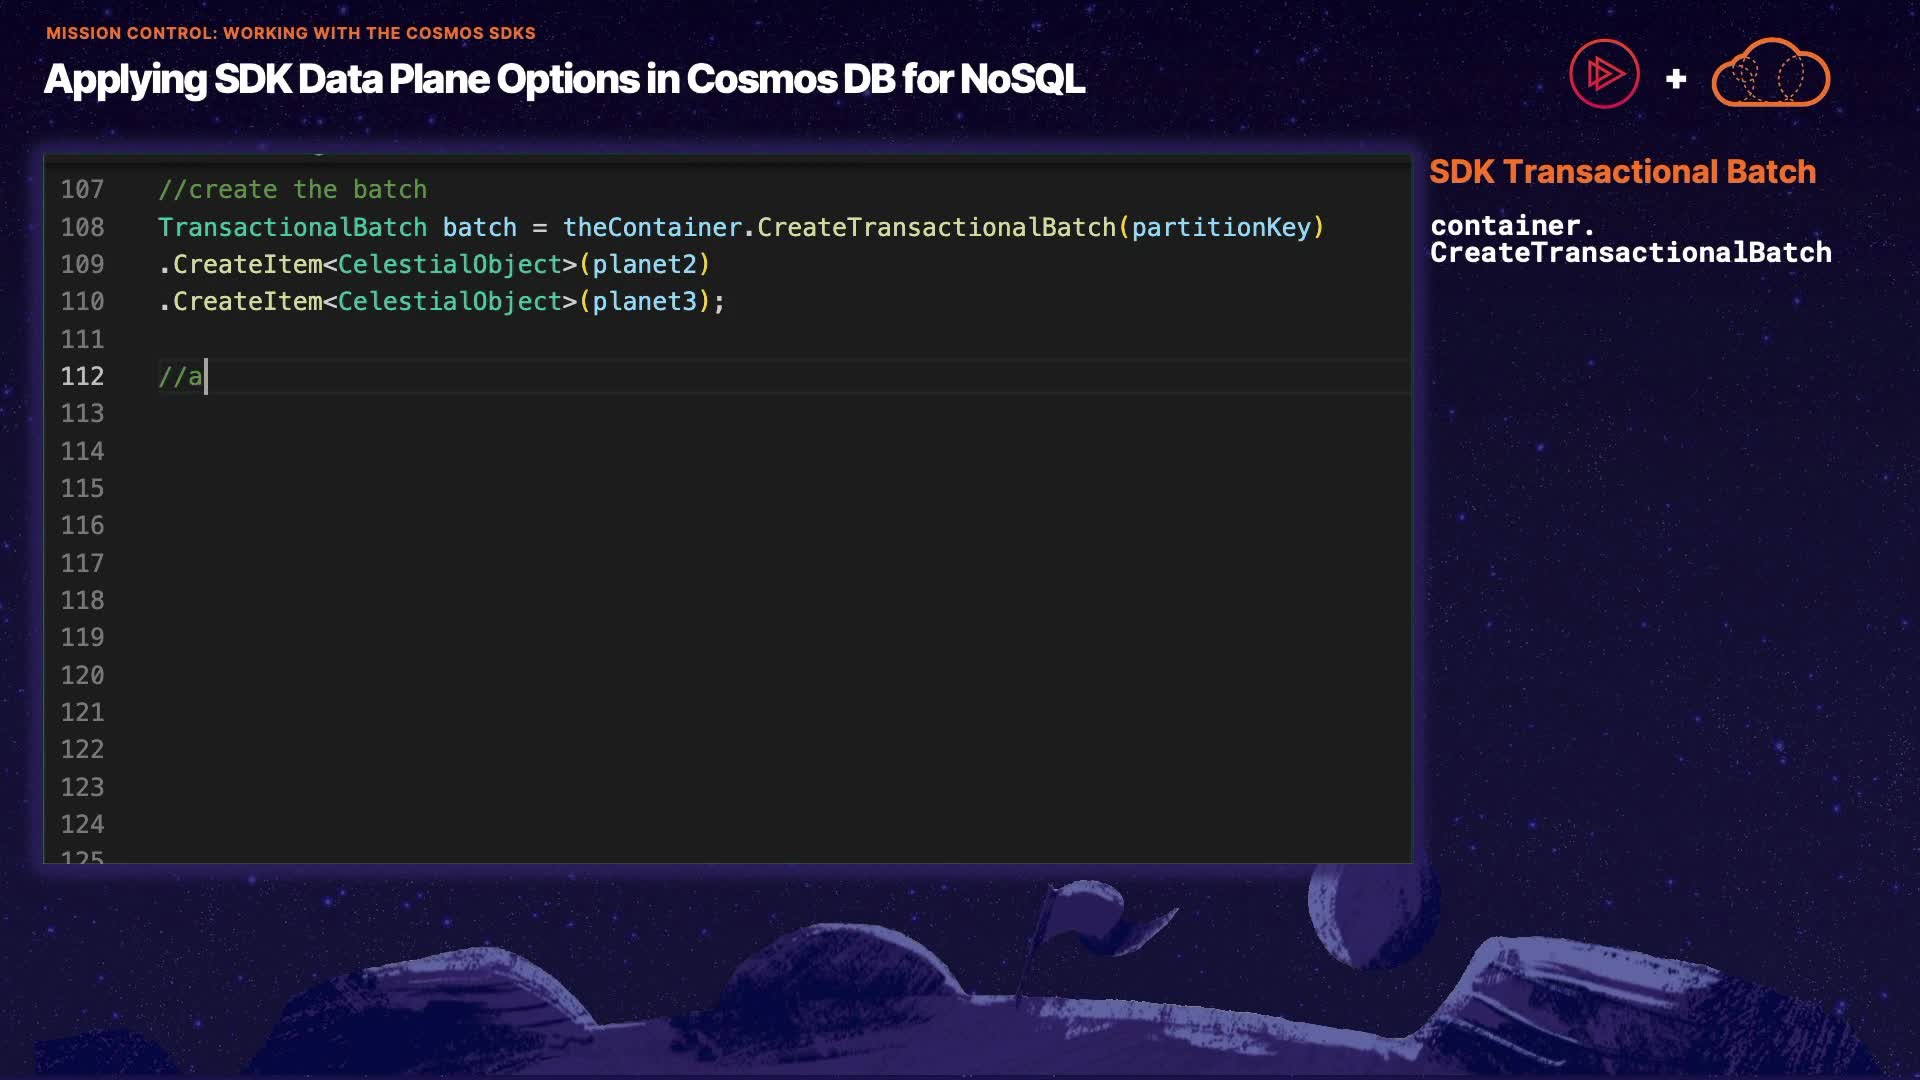 MISSION CONTROL: WORKING WITH THE COSMOS SDKS
Applying SDK Data Plane Options in Cosmos DB for NoSQL
+
107 //create the batch
108 TransactionalBatch batch = theContainer.CreateTransactionalBatch(partitionKey)
109 .CreateItem<CelestialObject>(planet2)
110 .CreateItem<CelestialObject>(planet3);
111
112 //a
113
114
115
116
117
118
119
120
121
122
123
124
125
SDK Transactional Batch
container.
CreateTransactionalBatch